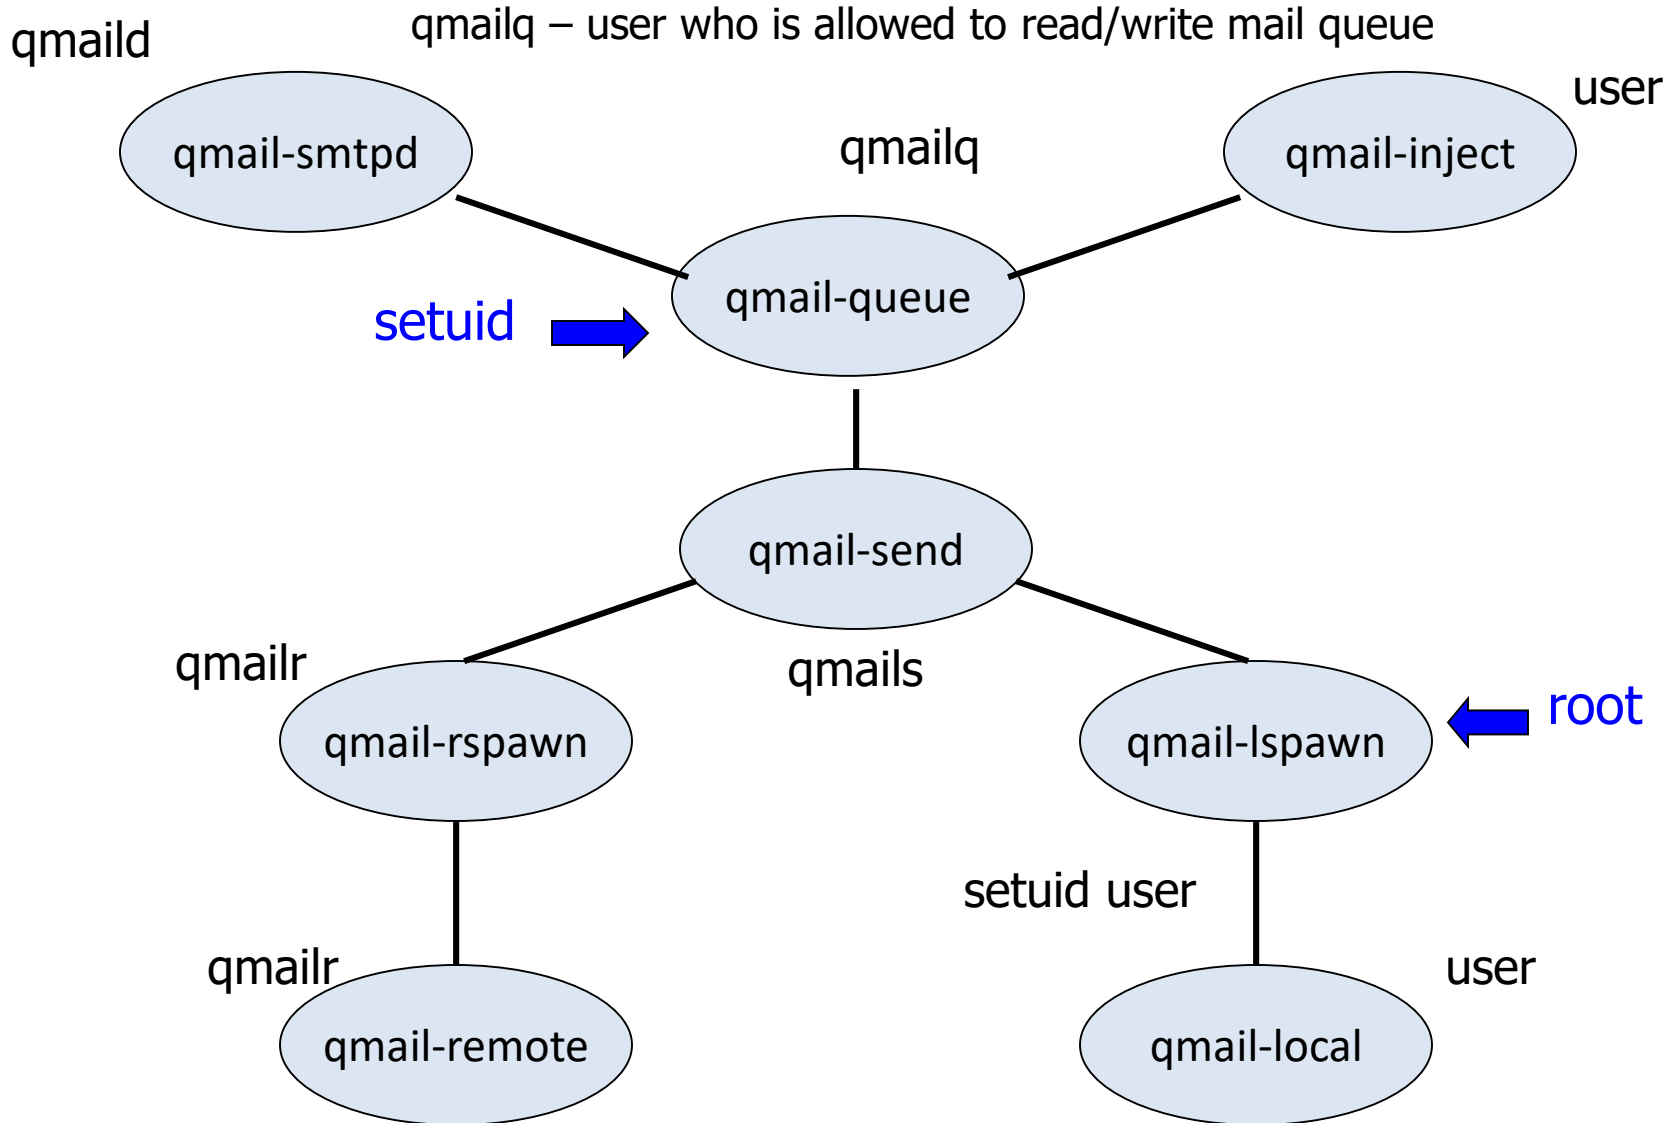 qmailq – user who is allowed to read/write mail queue
qmaild
user
qmail-smtpd
qmailq
qmail-inject
qmail-queue
setuid
qmail-send
qmailr
qmails
root
qmail-rspawn
qmail-lspawn
setuid user
qmailr
user
qmail-remote
qmail-local